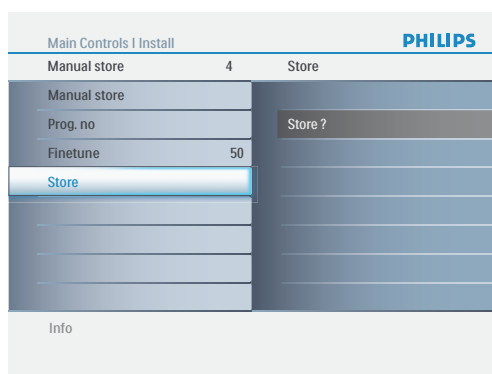 Main Controls I Install
PHILIPS
Manual store 4 Store
Manual store
Prog. no Store ?
Finetune 50
Store
Info